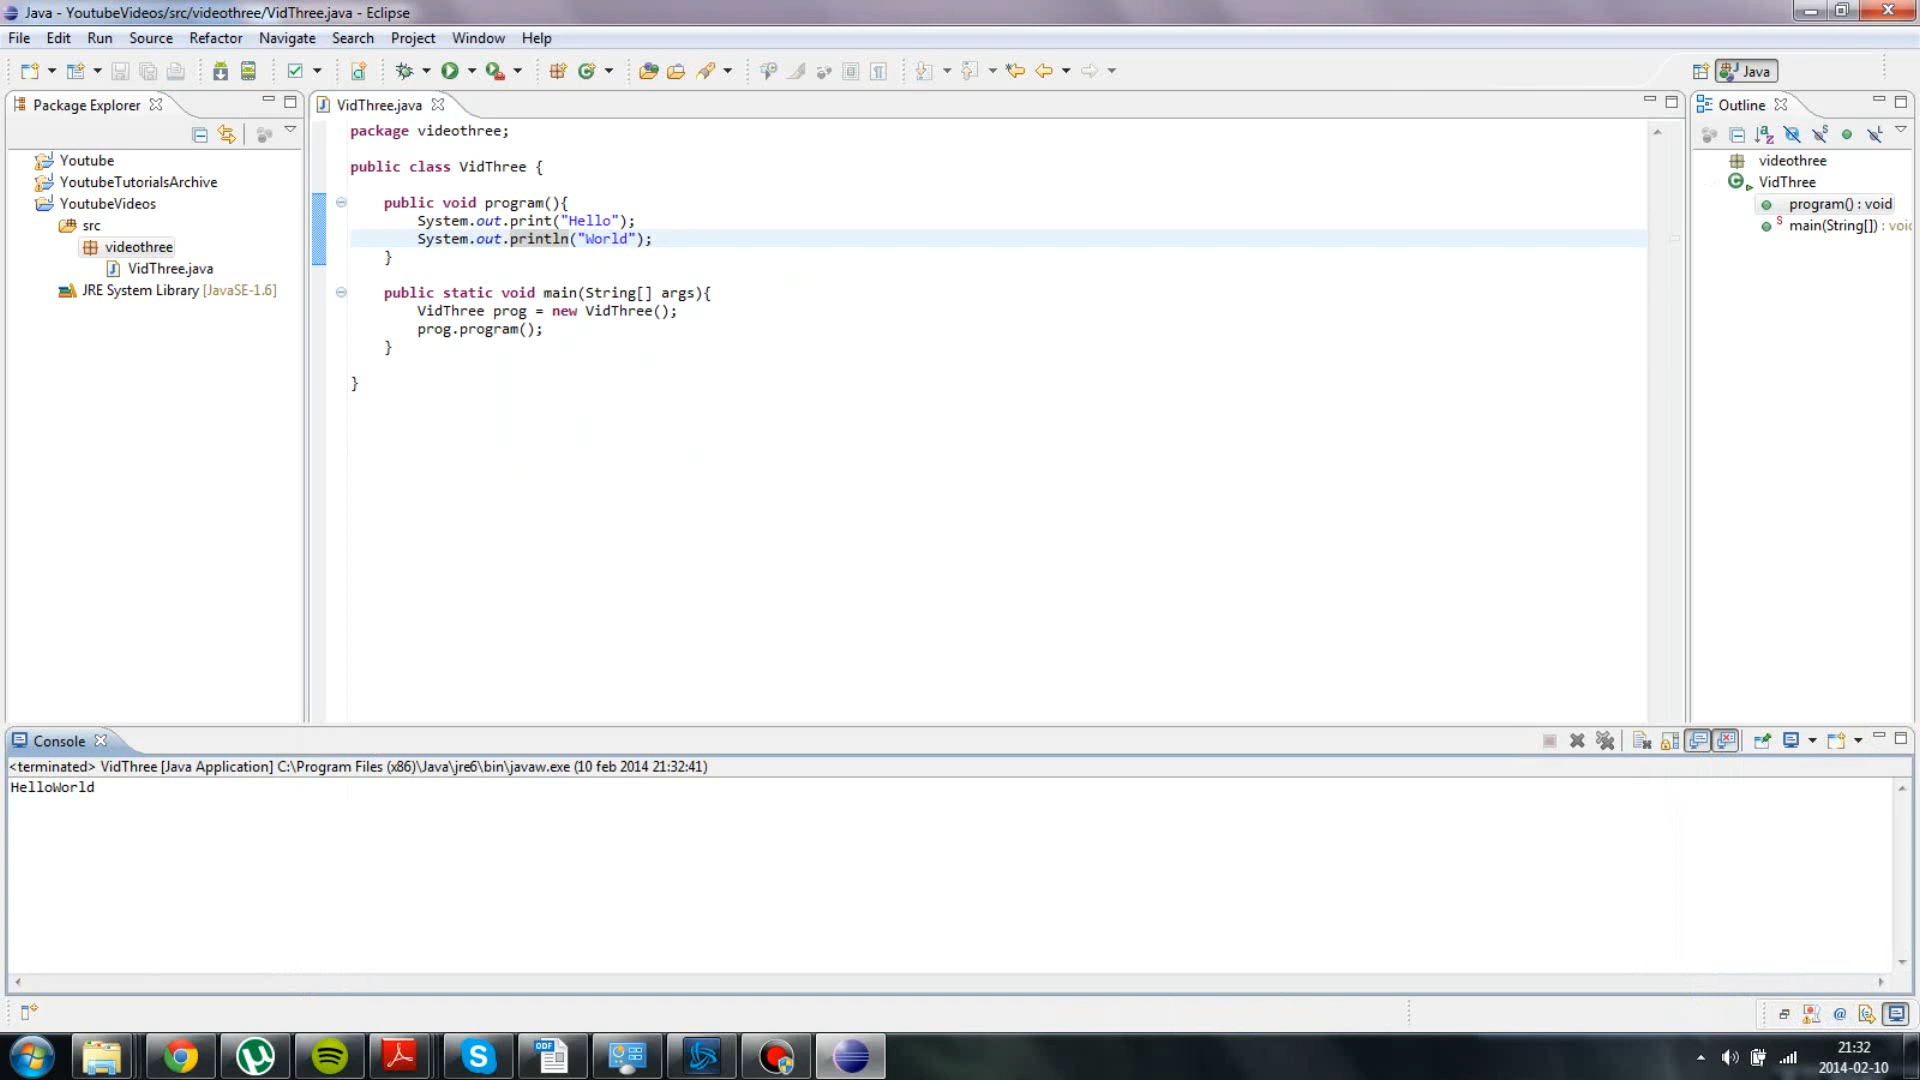 Java - YoutubeVideos/src/videothree/VidThree.java - Eclipse
File Edit Run Source Refactor Navigate Search Project Window Help
Java
Package Explorer
Youtube
YoutubeTutorialsArchive
YoutubeVideos
src
videothree
VidThree.java
JRE System Library [JavaSE-1.6]
VidThree.java
package videothree;
public class VidThree {
public void program(){
System.out.print("Hello");
System.out.println("World");
}
public static void main(String[] args){
VidThree prog = new VidThree();
prog.program();
}
}
Outline
videothree
VidThree
program() : void
main(String[]) : voi
Console
<terminated> VidThree [Java Application] C:\Program Files (x86)\Java\jre6\bin\javaw.exe (10 feb 2014 21:32:41)
HelloWorld
ODF
21:32
2014-02-10